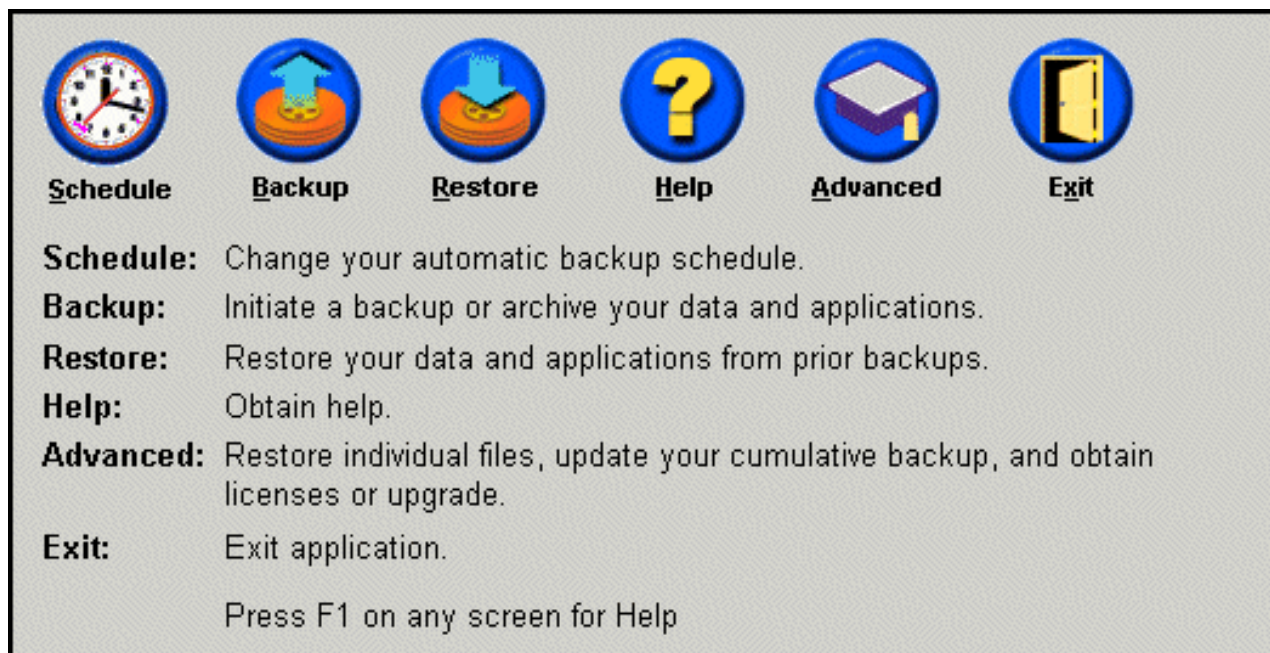 Schedule Backup Restore Help Advanced Exit
Schedule: Change your automatic backup schedule.
Backup: Initiate a backup or archive your data and applications.
Restore: Restore your data and applications from prior backups.
Help: Obtain help.
Advanced: Restore individual files, update your cumulative backup, and obtain
licenses or upgrade.
Exit: Exit application.
Press F1 on any screen for Help